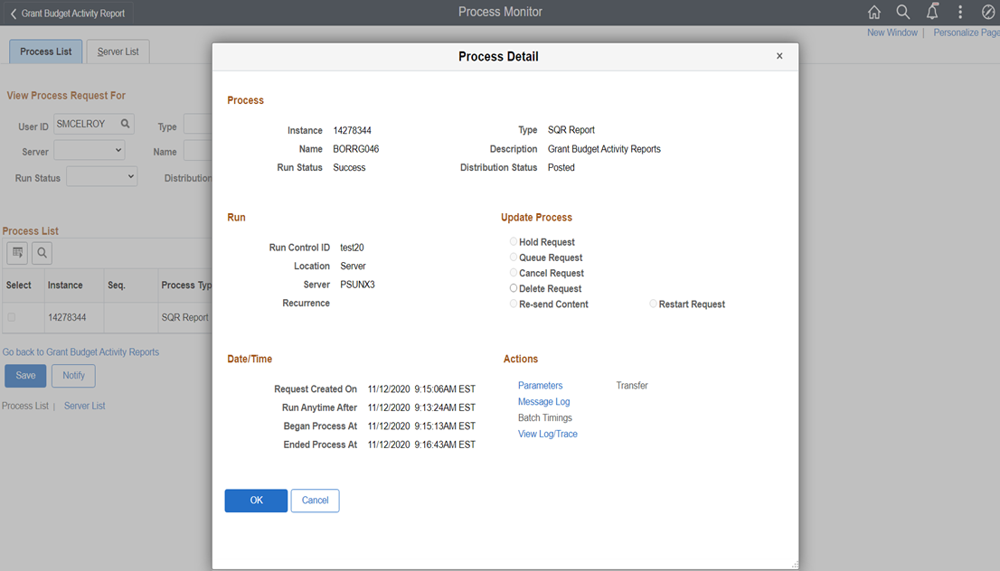 Grant Budget Activity Report
Process Monitor
New Window | Personalize Page
Process List
Server List
View Process Request For
User ID SMCELROY Type
Server Name
Run Status Distribution
Process List
Select Instance Seq. Process Typ
14278344 SQR Report
Go back to Grant Budget Activity Reports
Save Notify
Process List | Server List
Process Detail
x
Process
Instance 14278344 Type SQR Report
Name BORRG046 Description Grant Budget Activity Reports
Run Status Success Distribution Status Posted
Run
Run Control ID test20
Location Server
Server PSUNX3
Recurrence
Update Process
Hold Request
Queue Request
Cancel Request
Delete Request
Re-send Content Restart Request
Date/Time
Request Created On 11/12/2020 9:15:06AM EST
Run Anytime After 11/12/2020 9:13:24AM EST
Began Process At 11/12/2020 9:15:13AM EST
Ended Process At 11/12/2020 9:16:43AM EST
Actions
Parameters Transfer
Message Log
Batch Timings
View Log/Trace
OK Cancel